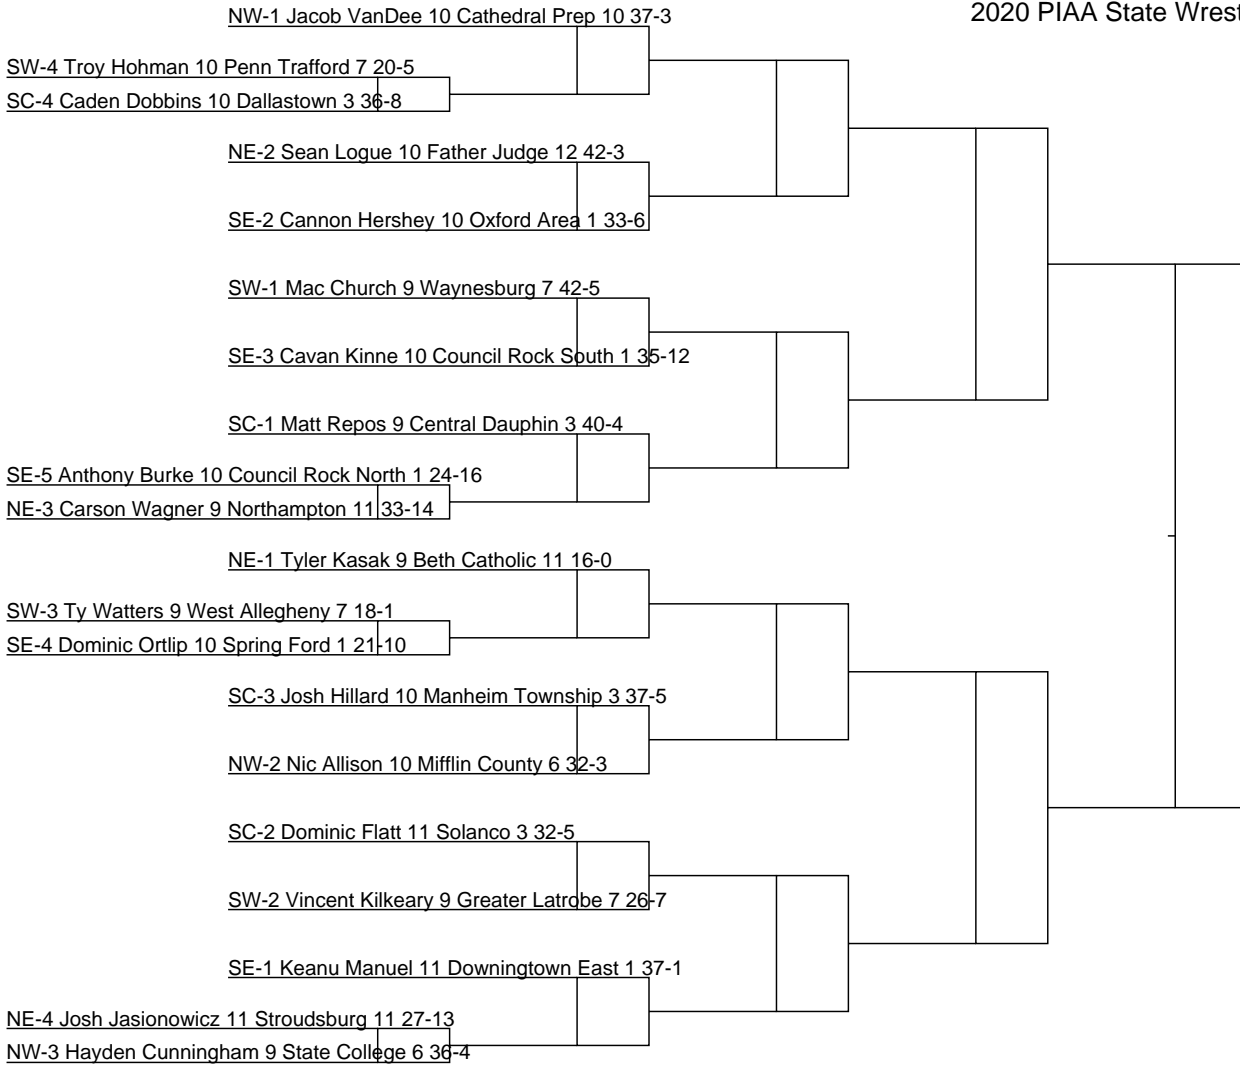 NW-1 Jacob VanDee 10 Cathedral Prep 10 37-3
2020 PIAA State Wrest
SW-4 Troy Hohman 10 Penn Trafford 7 20-5
SC-4 Caden Dobbins 10 Dallastown 3 36-8
NE-2 Sean Logue 10 Father Judge 12 42-3
SE-2 Cannon Hershey 10 Oxford Area 1 33-6
SW-1 Mac Church 9 Waynesburg 7 42-5
SE-3 Cavan Kinne 10 Council Rock South 1 35-12
SC-1 Matt Repos 9 Central Dauphin 3 40-4
SE-5 Anthony Burke 10 Council Rock North 1 24-16
NE-3 Carson Wagner 9 Northampton 11 33-14
NE-1 Tyler Kasak 9 Beth Catholic 11 16-0
SW-3 Ty Watters 9 West Allegheny 7 18-1
SE-4 Dominic Ortlip 10 Spring Ford 1 21-10
SC-3 Josh Hillard 10 Manheim Township 3 37-5
NW-2 Nic Allison 10 Mifflin County 6 32-3
SC-2 Dominic Flatt 11 Solanco 3 32-5
SW-2 Vincent Kilkeary 9 Greater Latrobe 7 26-7
SE-1 Keanu Manuel 11 Downingtown East 1 37-1
NE-4 Josh Jasionowicz 11 Stroudsburg 11 27-13
NW-3 Hayden Cunningham 9 State College 6 36-4